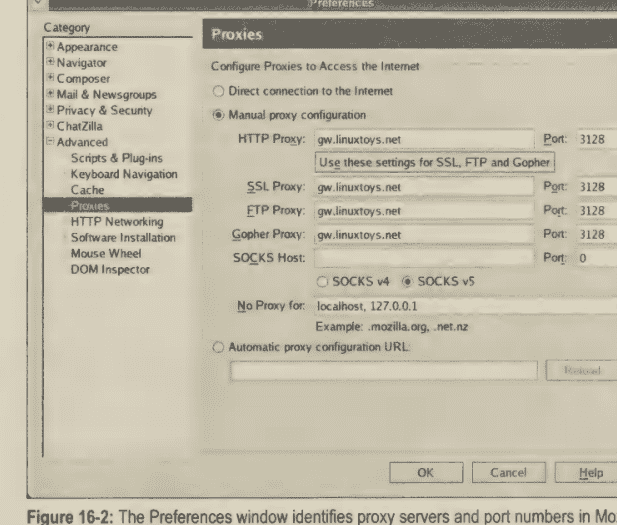 Preferences
Category
Appearance
Navigator
Composer
Mail & Newsgroups
Privacy & Security
ChatZilla
Advanced
Scripts & Plug-ins
Keyboard Navigation
Cache
Proxies
HTTP Networking
Software Installation
Mouse Wheel
DOM Inspector
Proxies
Configure Proxies to Access the Internet
Direct connection to the Internet
Manual proxy configuration
HTTP Proxy: gw.linuxtoys.net Port: 3128
Use these settings for SSL, FTP and Gopher
SSL Proxy: gw.linuxtoys.net Port: 3128
FTP Proxy: gw.linuxtoys.net Port: 3128
Gopher Proxy: gw.linuxtoys.net Port: 3128
SOCKS Host: Port: 0
SOCKS v4 SOCKS v5
No Proxy for: localhost, 127.0.0.1
Example: .mozilla.org, .net.nz
Automatic proxy configuration URL:
Reload
OK Cancel Help
Figure 16-2: The Preferences window identifies proxy servers and port numbers in Mo